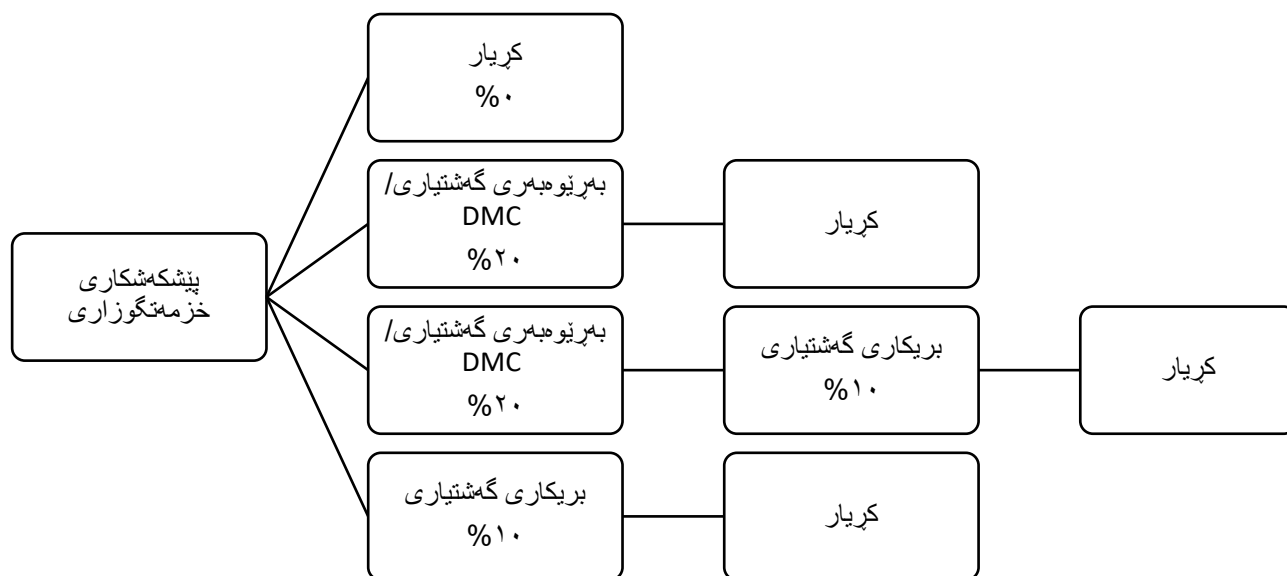 پێشکەشکاری
خزمەتگوزاری
کڕیار
%٠
بەڕێوەبەری گەشتیاری/
DMC
%٢٠
کڕیار
بەڕێوەبەری گەشتیاری/
DMC
%٢٠
بریکاری گەشتیاری
%١٠
کڕیار
بریکاری گەشتیاری
%١٠
کڕیار